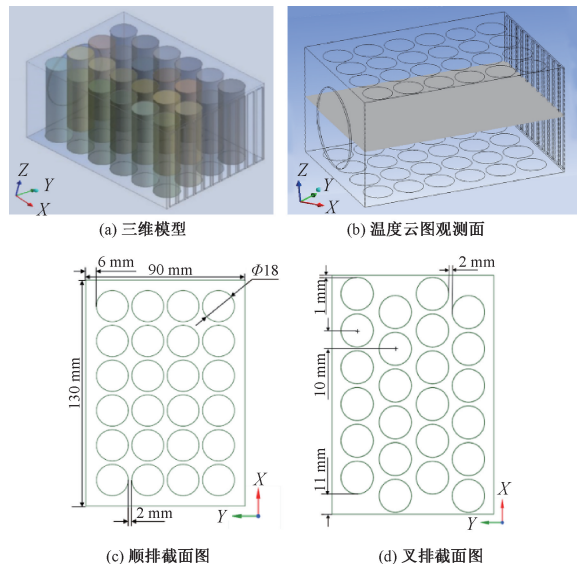 Z
Y
X
(a) 三维模型
Z
Y
X
(b) 温度云图观测面
6 mm
90 mm
Φ18
130 mm
2 mm
X
Y
(c) 顺排截面图
2 mm
1 mm
10 mm
11 mm
X
Y
(d) 叉排截面图